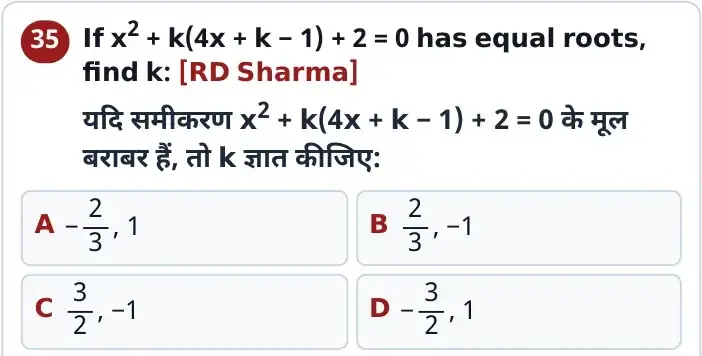 35 If x² + k(4x + k − 1) + 2 = 0 has equal roots,
find k: [RD Sharma]
यदि समीकरण x² + k(4x + k − 1) + 2 = 0 के मूल
बराबर हैं, तो k ज्ञात कीजिए:
A −2/3, 1
B 2/3, −1
C 3/2, −1
D −3/2, 1